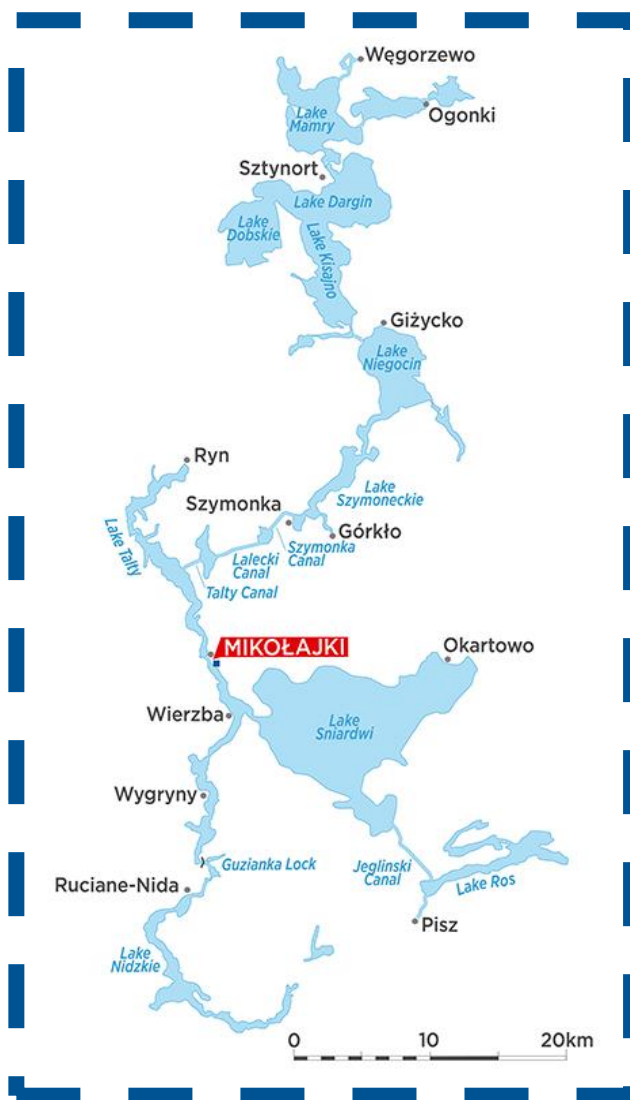 Węgorzewo
Lake
Mamry
Ogonki
Sztynort
Lake Dargin
Lake
Dobskie
Lake Kisajno
Giżycko
Lake
Niegocin
Ryn
Lake
Szymoneckie
Szymonka
Lake Talty
Górkło
Szymonka
Canal
Lalecki
Canal
Talty Canal
MIKOŁAJKI
Okartowo
Wierzba
Lake
Sniardwi
Wygryny
Guzianka Lock
Jeglinski
Canal
Ruciane-Nida
Lake Ros
Pisz
Lake
Nidzkie
0 10 20km